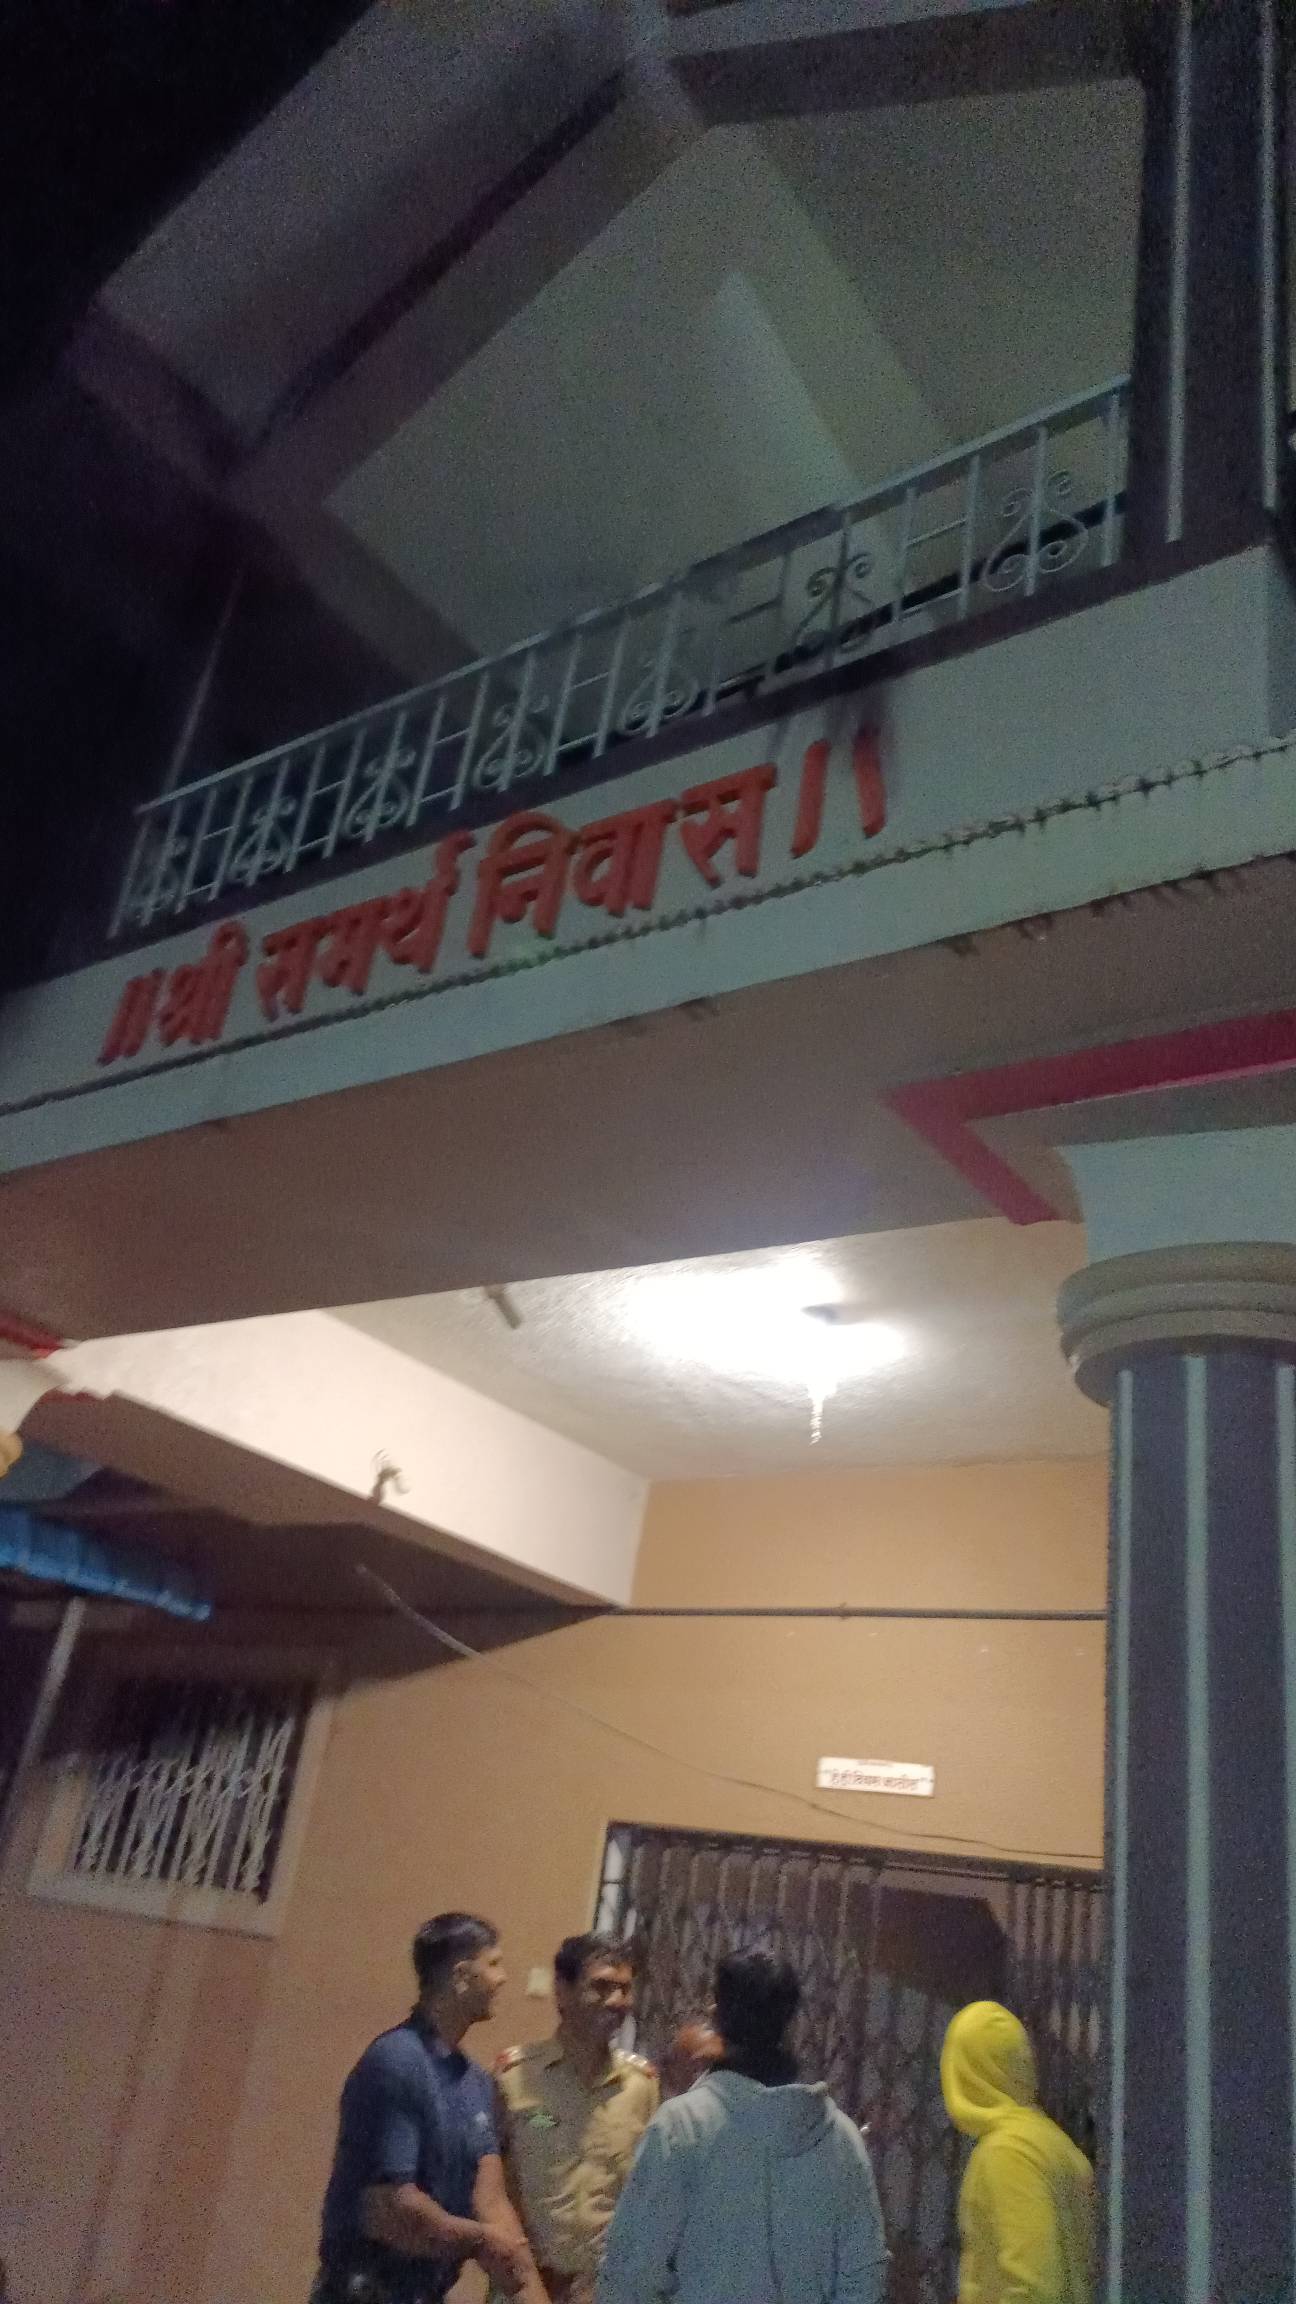 ॥ श्री समर्थ निवास ॥